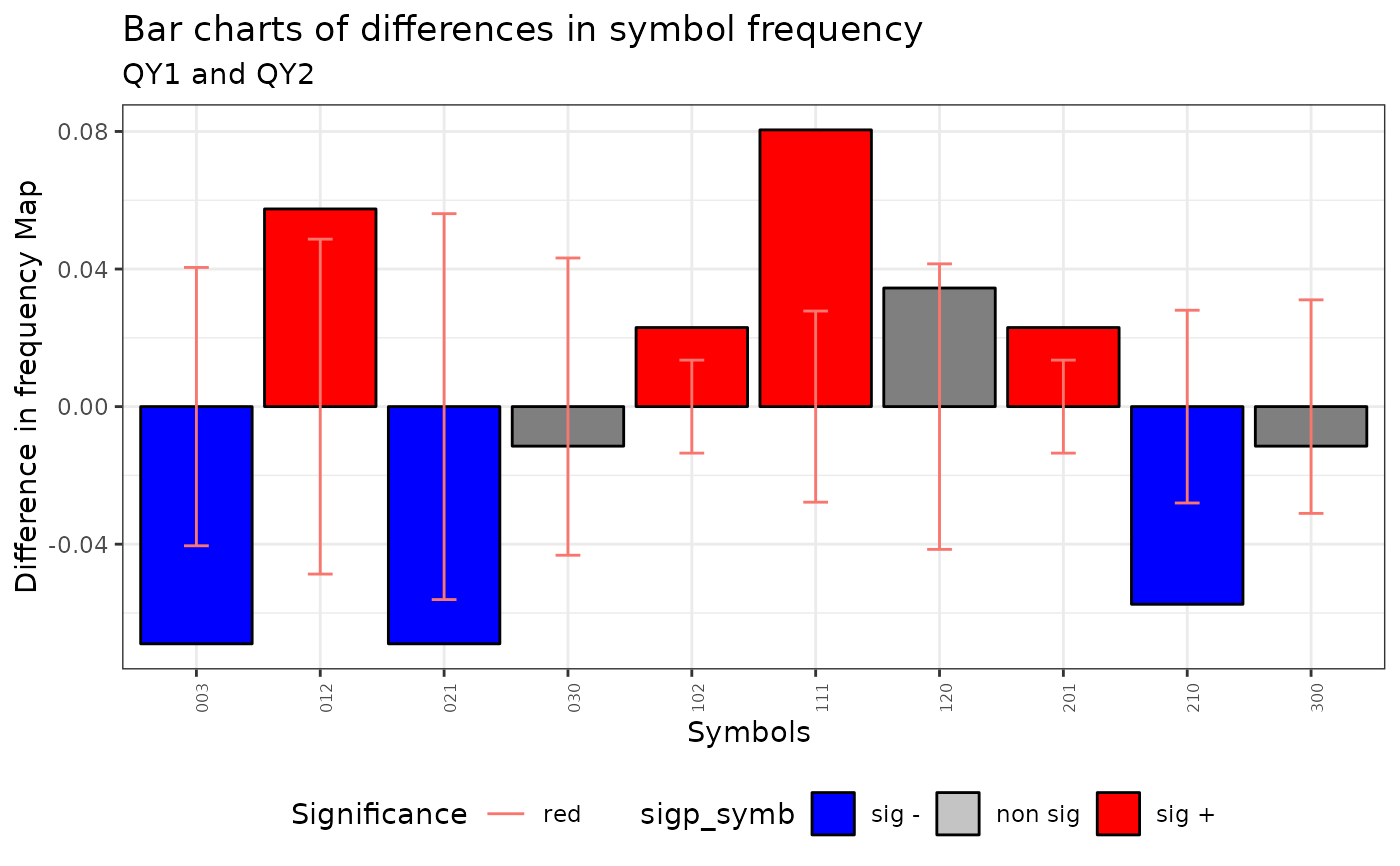 Bar charts of differences in symbol frequency
QY1 and QY2
Difference in frequency Map
0.08
0.04
0.00
-0.04
003 012 021 030 102 111 120 201 210 300
Symbols
Significance red sigp_symb sig - non sig sig +